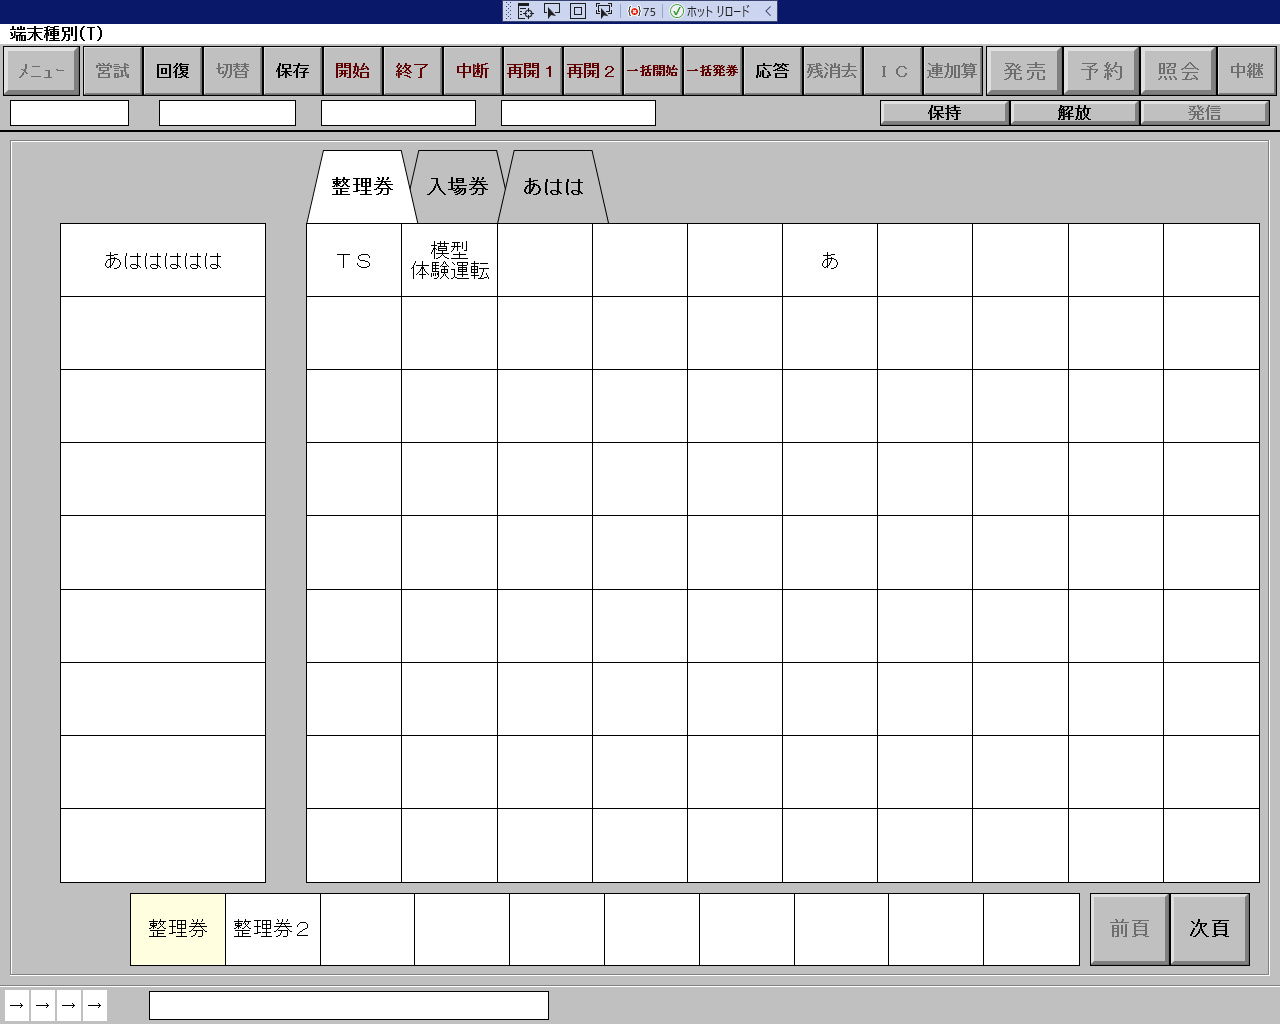 75 ホット リロード
端末種別(T)
メニュー 営試 回復 切替 保存 開始 終了 中断 再開１ 再開２ 一括開始 一括発券 応答 残消去 ＩＣ 連加算 発売 予約 照会 中継
保持 解放 発信
整理券 入場券 あはは
あはははははは
ＴＳ
模型
体験運転
あ
整理券 整理券２ 前頁 次頁
→ → → →